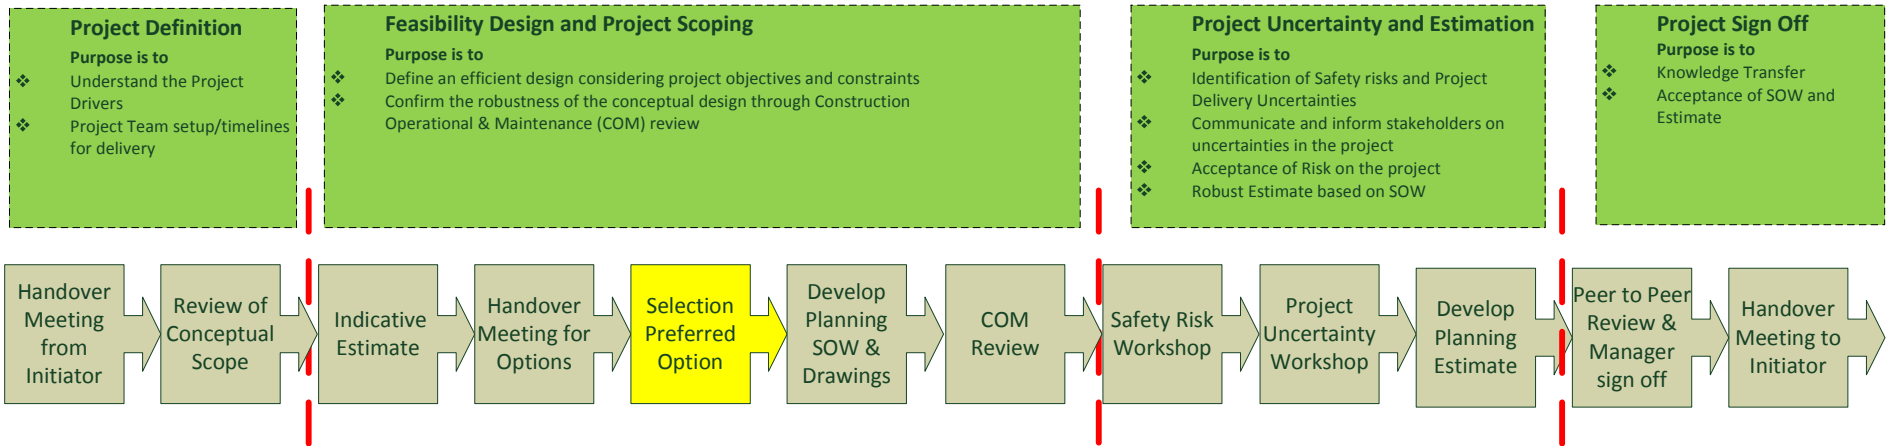 Project Definition
Purpose is to
❖ Understand the Project
Drivers
❖ Project Team setup/timelines
for delivery
Feasibility Design and Project Scoping
Purpose is to
❖ Define an efficient design considering project objectives and constraints
❖ Confirm the robustness of the conceptual design through Construction
Operational & Maintenance (COM) review
Project Uncertainty and Estimation
Purpose is to
❖ Identification of Safety risks and Project
Delivery Uncertainties
❖ Communicate and inform stakeholders on
uncertainties in the project
❖ Acceptance of Risk on the project
❖ Robust Estimate based on SOW
Project Sign Off
Purpose is to
❖ Knowledge Transfer
❖ Acceptance of SOW and
Estimate
Handover
Meeting
from
Initiator
Review of
Conceptual
Scope
Indicative
Estimate
Handover
Meeting for
Options
Selection
Preferred
Option
Develop
Planning
SOW &
Drawings
COM
Review
Safety Risk
Workshop
Project
Uncertainty
Workshop
Develop
Planning
Estimate
Peer to Peer
Review &
Manager
sign off
Handover
Meeting to
Initiator